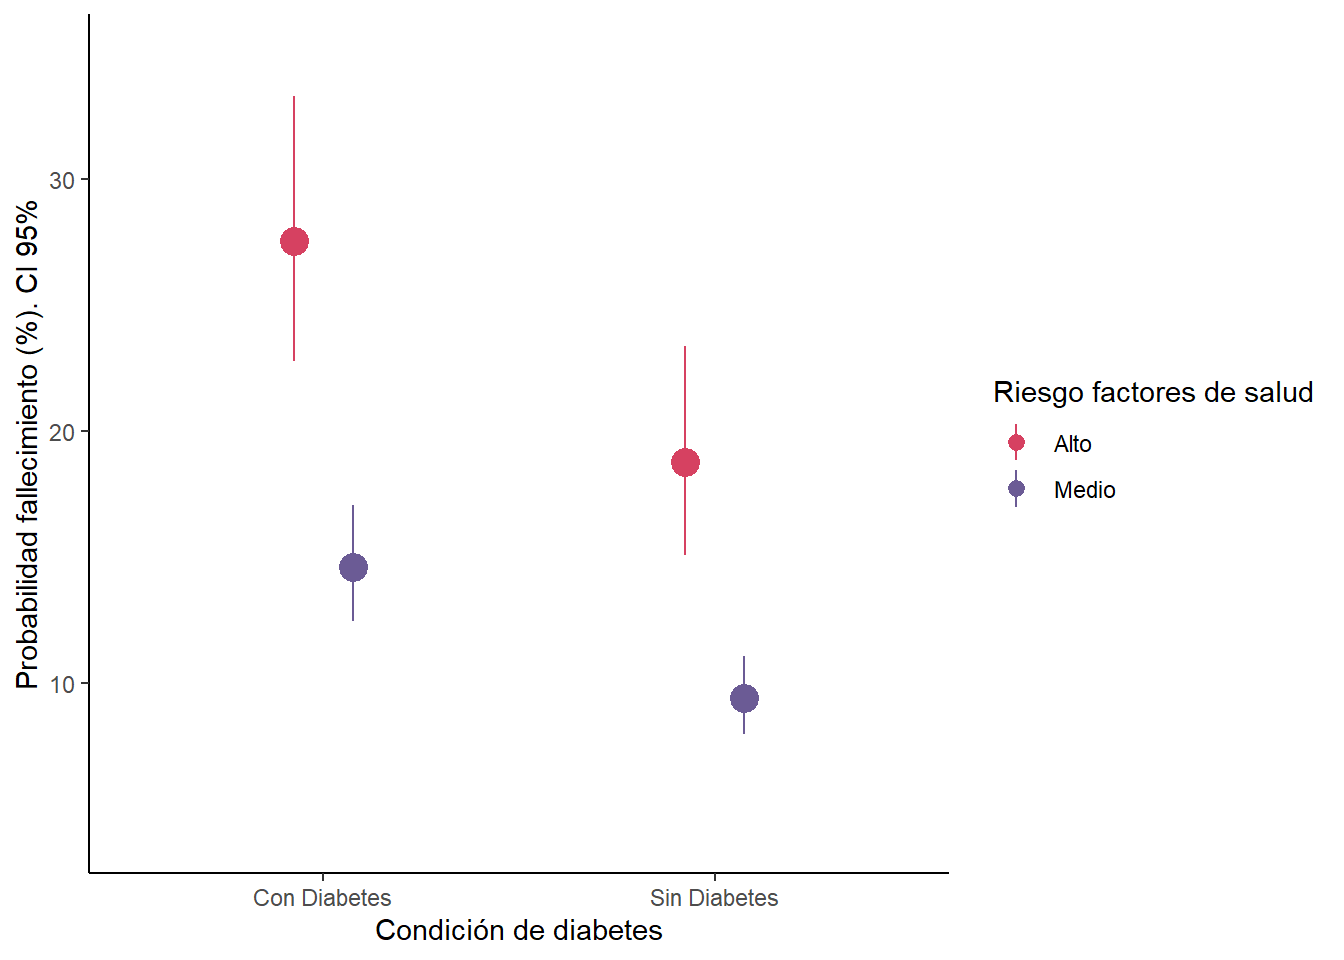 Probabilidad fallecimiento (%). CI 95%
30
20
10
Con Diabetes
Sin Diabetes
Condición de diabetes
Riesgo factores de salud
Alto
Medio